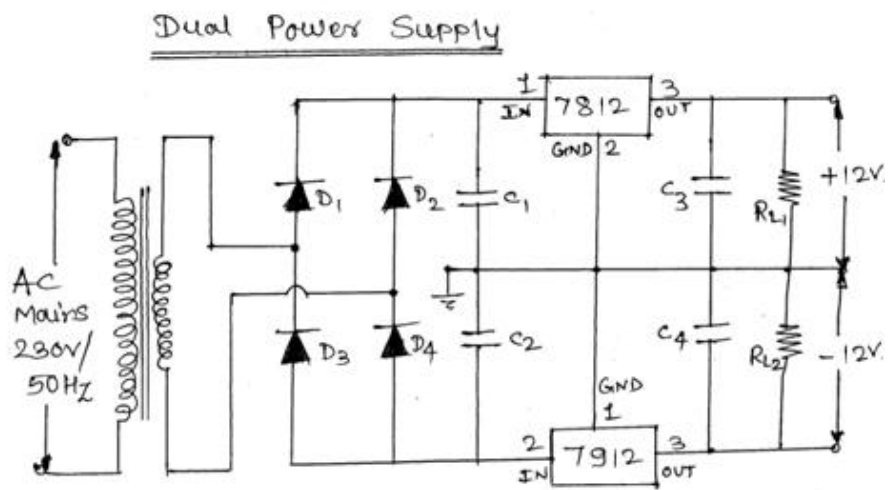 Dual Power Supply
1
IN
7812
3
OUT
GND
2
D1
D2
C1
C3
RL1
+12V.
AC
Mains
230V/
50HZ
D3
D4
C2
C4
RL2
-12V.
GND
1
2
IN
7912
3
OUT